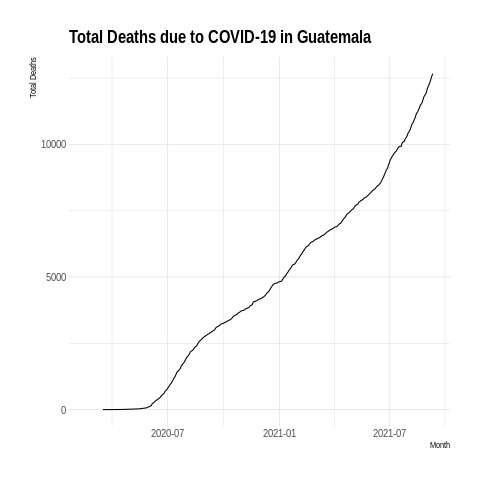 Total Deaths due to COVID-19 in Guatemala
Total Deaths
10000
5000
0
2020-07
2021-01
2021-07
Month